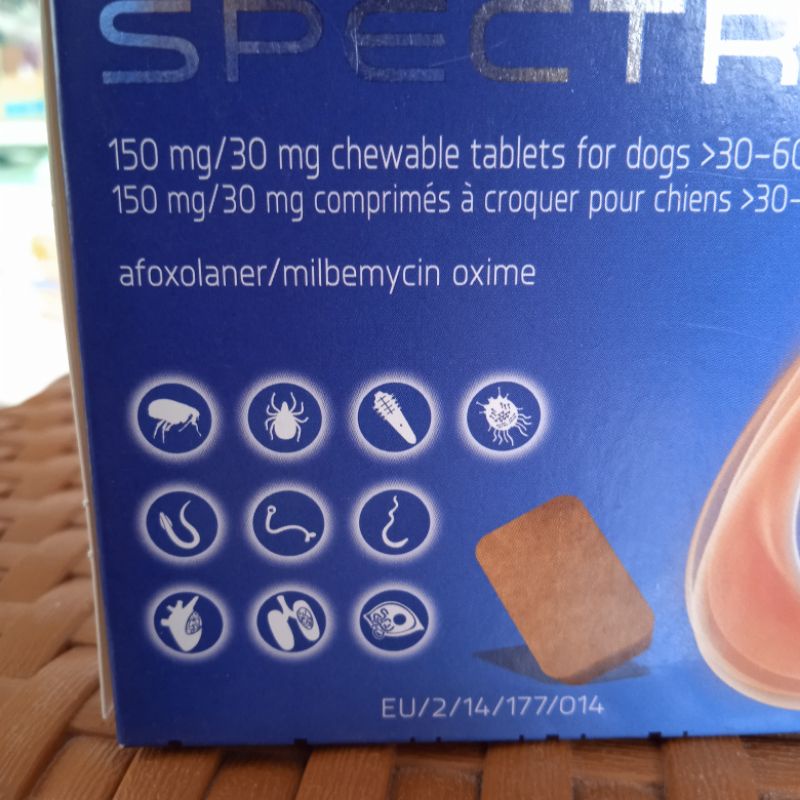 SPECTR
150 mg/30 mg chewable tablets for dogs >30-60
150 mg/30 mg comprimés à croquer pour chiens >30-
afoxolaner/milbemycin oxime
EU/2/14/177/014